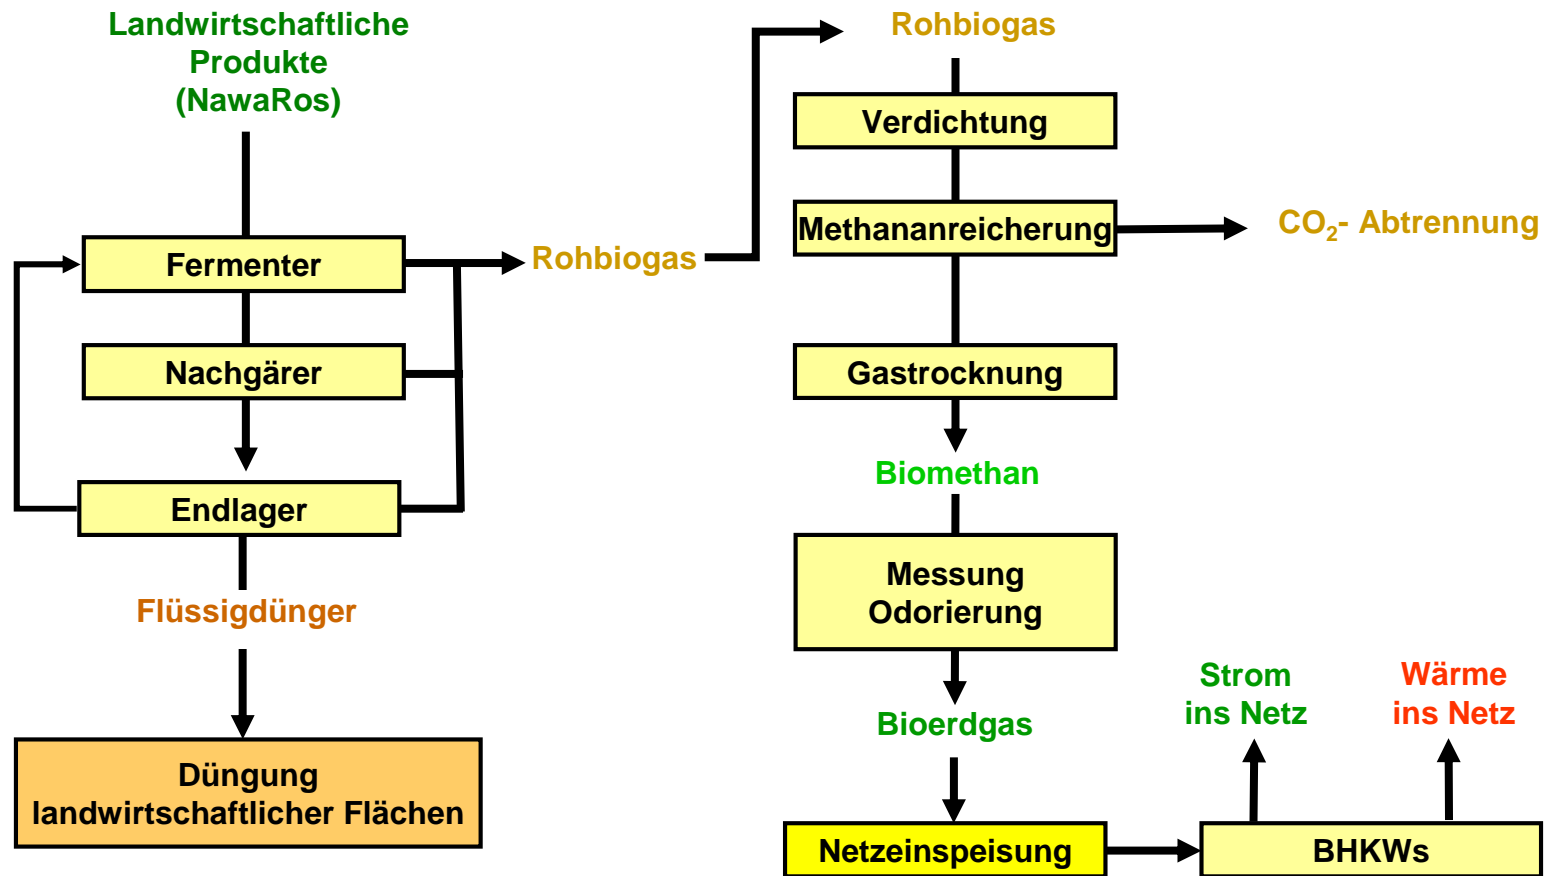 Landwirtschaftliche
Produkte
(NawaRos)
Fermenter
Nachgärer
Endlager
Flüssigdünger
Düngung
landwirtschaftlicher Flächen
Rohbiogas
Rohbiogas
Verdichtung
Methananreicherung
CO₂- Abtrennung
Gastrocknung
Biomethan
Messung
Odorierung
Bioerdgas
Netzeinspeisung
BHKWs
Strom
ins Netz
Wärme
ins Netz